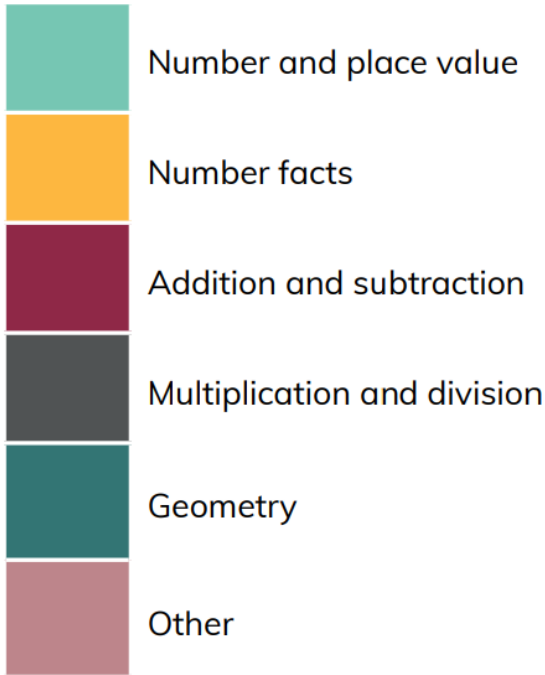 Number and place value
Number facts
Addition and subtraction
Multiplication and division
Geometry
Other